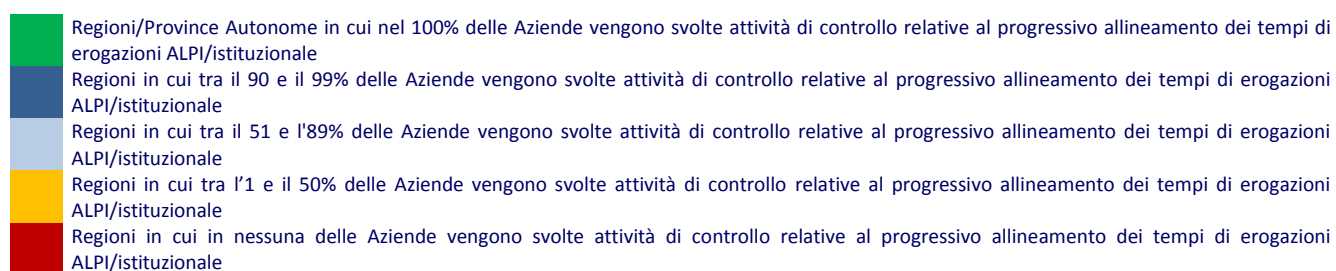 Regioni/Province Autonome in cui nel 100% delle Aziende vengono svolte attività di controllo relative al progressivo allineamento dei tempi di
erogazioni ALPI/istituzionale
Regioni in cui tra il 90 e il 99% delle Aziende vengono svolte attività di controllo relative al progressivo allineamento dei tempi di erogazioni
ALPI/istituzionale
Regioni in cui tra il 51 e l'89% delle Aziende vengono svolte attività di controllo relative al progressivo allineamento dei tempi di erogazioni
ALPI/istituzionale
Regioni in cui tra l’1 e il 50% delle Aziende vengono svolte attività di controllo relative al progressivo allineamento dei tempi di erogazioni
ALPI/istituzionale
Regioni in cui in nessuna delle Aziende vengono svolte attività di controllo relative al progressivo allineamento dei tempi di erogazioni
ALPI/istituzionale